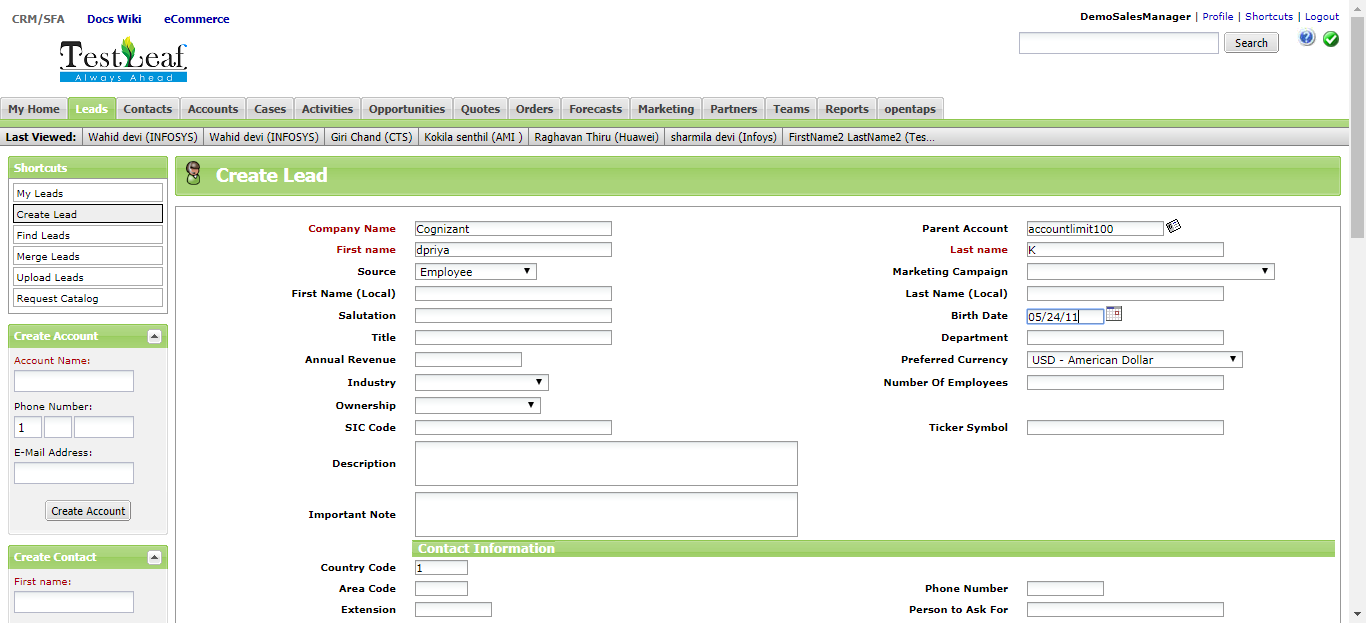 CRM/SFA Docs Wiki eCommerce
DemoSalesManager | Profile | Shortcuts | Logout
TestLeaf
Always Ahead
Search
My Home Leads Contacts Accounts Cases Activities Opportunities Quotes Orders Forecasts Marketing Partners Teams Reports opentaps
Last Viewed: Wahid devi (INFOSYS) Wahid devi (INFOSYS) Giri Chand (CTS) Kokila senthil (AMI ) Raghavan Thiru (Huawei) sharmila devi (Infoys) FirstName2 LastName2 (Tes...
Shortcuts
My Leads
Create Lead
Find Leads
Merge Leads
Upload Leads
Request Catalog
Create Account
Account Name:
Phone Number:
1
E-Mail Address:
Create Account
Create Contact
First name:
Create Lead
Company Name Cognizant Parent Account accountlimit100
First name dpriya Last name K
Source Employee Marketing Campaign
First Name (Local) Last Name (Local)
Salutation Birth Date 05/24/11
Title Department
Annual Revenue Preferred Currency USD - American Dollar
Industry Number Of Employees
Ownership
SIC Code Ticker Symbol
Description
Important Note
Contact Information
Country Code 1
Area Code Phone Number
Extension Person to Ask For